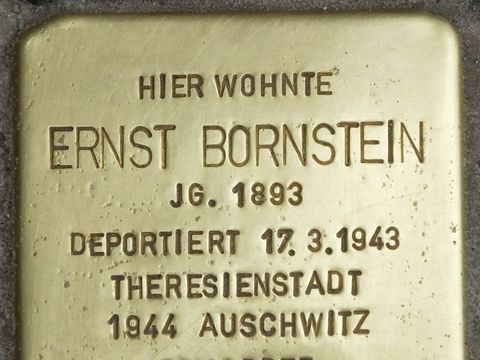 HIER WOHNTE
ERNST BORNSTEIN
JG. 1893
DEPORTIERT 17.3.1943
THERESIENSTADT
1944 AUSCHWITZ